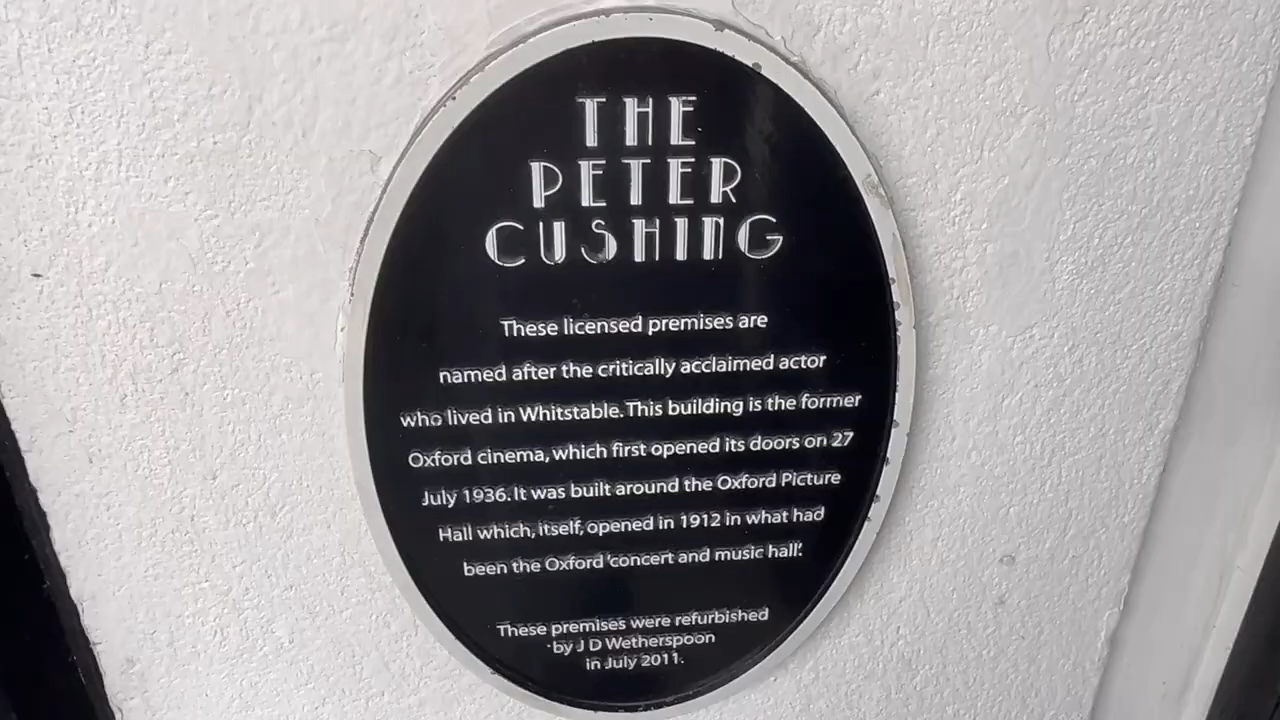 THE
PETER
CUSHING
These licensed premises are
named after the critically acclaimed actor
who lived in Whitstable. This building is the former
Oxford cinema, which first opened its doors on 27
July 1936. It was built around the Oxford Picture
Hall which, itself, opened in 1912 in what had
been the Oxford 'concert and music hall'.
These premises were refurbished
by J D Wetherspoon
in July 2011.